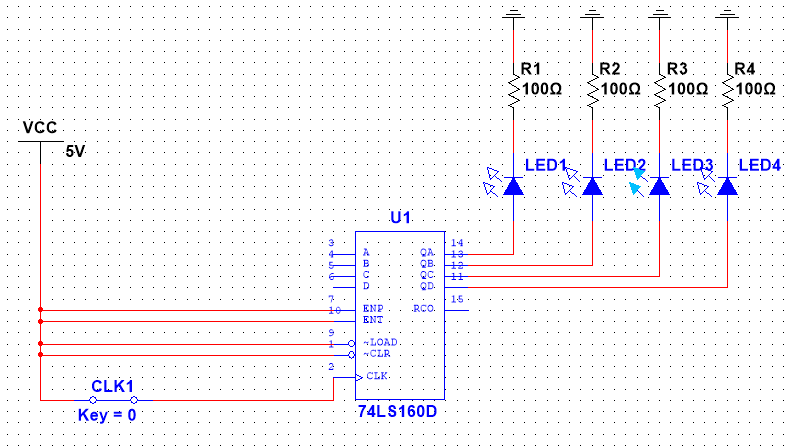 R1
100Ω
R2
100Ω
R3
100Ω
R4
100Ω
VCC
5V
LED1
LED2
LED3
LED4
U1
3
4
5
6
A
B
C
D
QA
QB
QC
QD
14
13
12
11
7
10
ENP
ENT
RCO
15
9
1
~LOAD
~CLR
2
CLK
CLK1
Key = 0
74LS160D